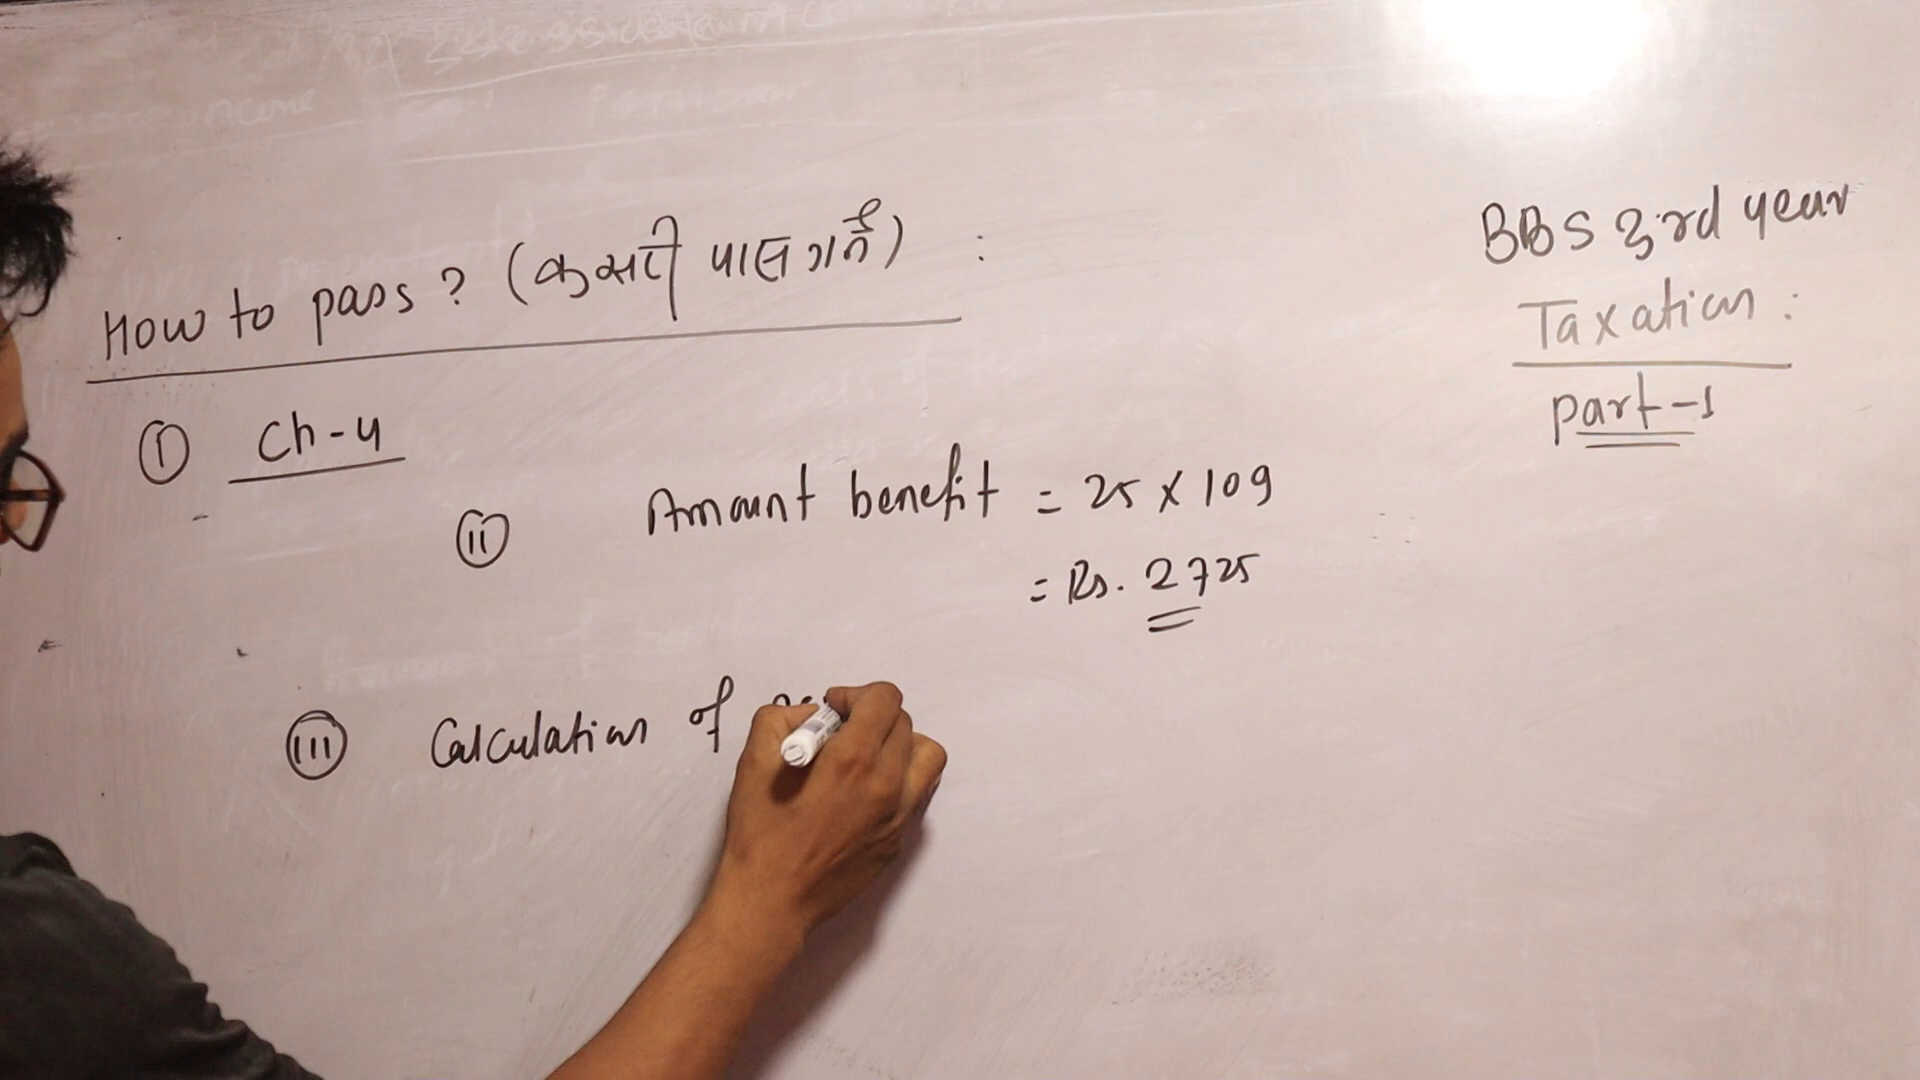 How to pass ? (कसरी पास गर्ने) :
BBS 3rd year
Taxation :
part-1
① Ch-4
ⓘⓘ Amount benefit = 25 x 109
= Rs. 2725
ⓘⓘⓘ Calculation of